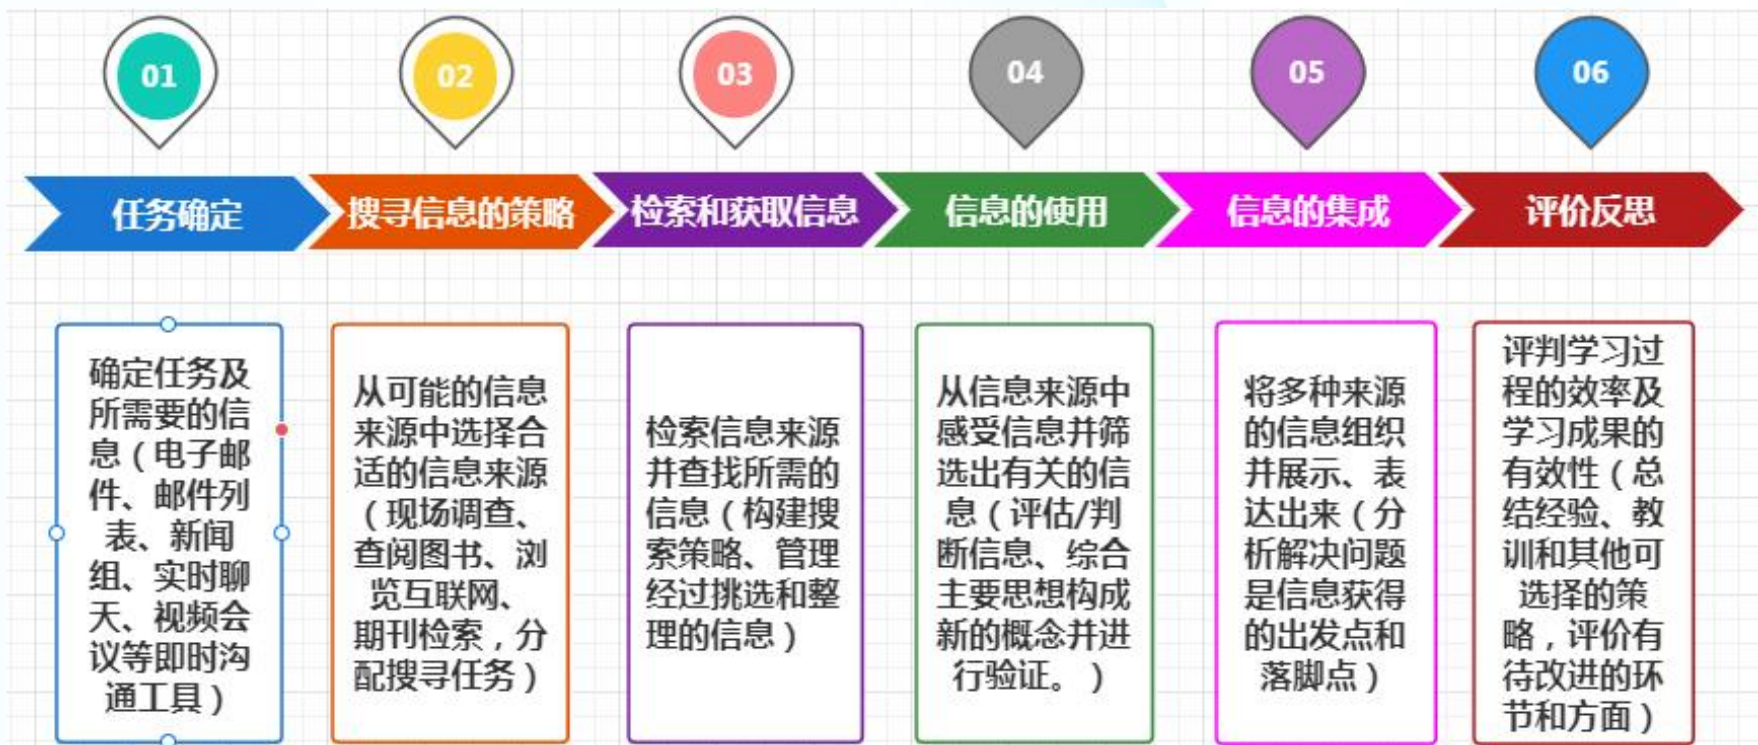 01
02
03
04
05
06
任务确定
搜寻信息的策略
检索和获取信息
信息的使用
信息的集成
评价反思
确定任务及
所需要的信
息（电子邮
件、邮件列
表、新闻
组、实时聊
天、视频会
议等即时沟
通工具）
从可能的信息
来源中选择合
适的信息来源
（现场调查、
查阅图书、浏
览互联网、
期刊检索，分
配搜寻任务）
检索信息来源
并查找所需的
信息（构建搜
索策略、管理
经过挑选和整
理的信息）
从信息来源中
感受信息并筛
选出有关的信
息（评估/判
断信息、综合
主要思想构成
新的概念并进
行验证。）
将多种来源
的信息组织
并展示、表
达出来（分
析解决问题
是信息获得
的出发点和
落脚点）
评判学习过
程的效率及
学习成果的
有效性（总
结经验、教
训和其他可
选择的策
略，评价有
待改进的环
节和方面）